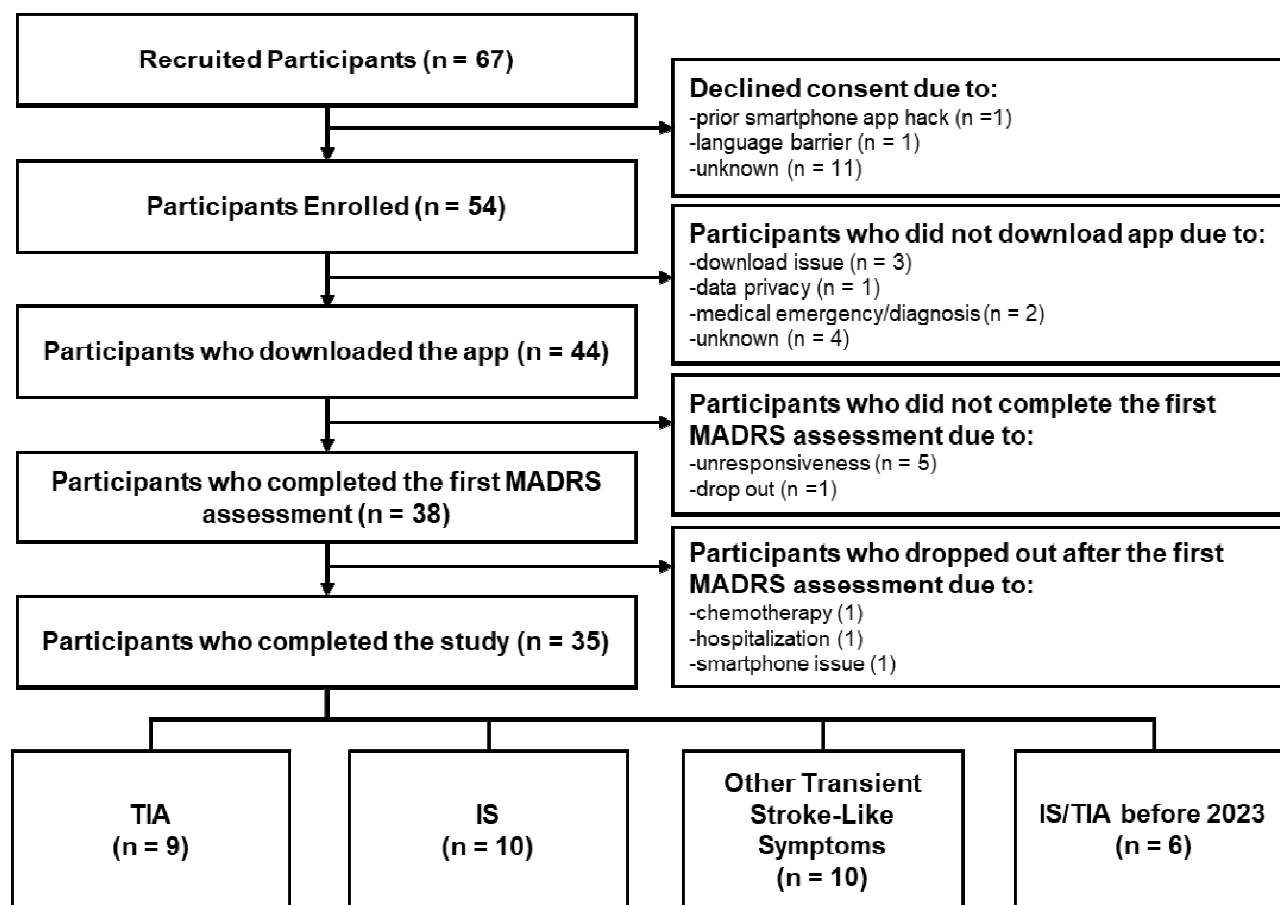 Recruited Participants (n = 67)
Declined consent due to:
-prior smartphone app hack (n =1)
-language barrier (n = 1)
-unknown (n = 11)
Participants Enrolled (n = 54)
Participants who did not download app due to:
-download issue (n = 3)
-data privacy (n = 1)
-medical emergency/diagnosis (n = 2)
-unknown (n = 4)
Participants who downloaded the app (n = 44)
Participants who did not complete the first
MADRS assessment due to:
-unresponsiveness (n = 5)
-drop out (n =1)
Participants who completed the first MADRS
assessment (n = 38)
Participants who dropped out after the first
MADRS assessment due to:
-chemotherapy (1)
-hospitalization (1)
-smartphone issue (1)
Participants who completed the study (n = 35)
TIA
(n = 9)
IS
(n = 10)
Other Transient
Stroke-Like
Symptoms
(n = 10)
IS/TIA before 2023
(n = 6)